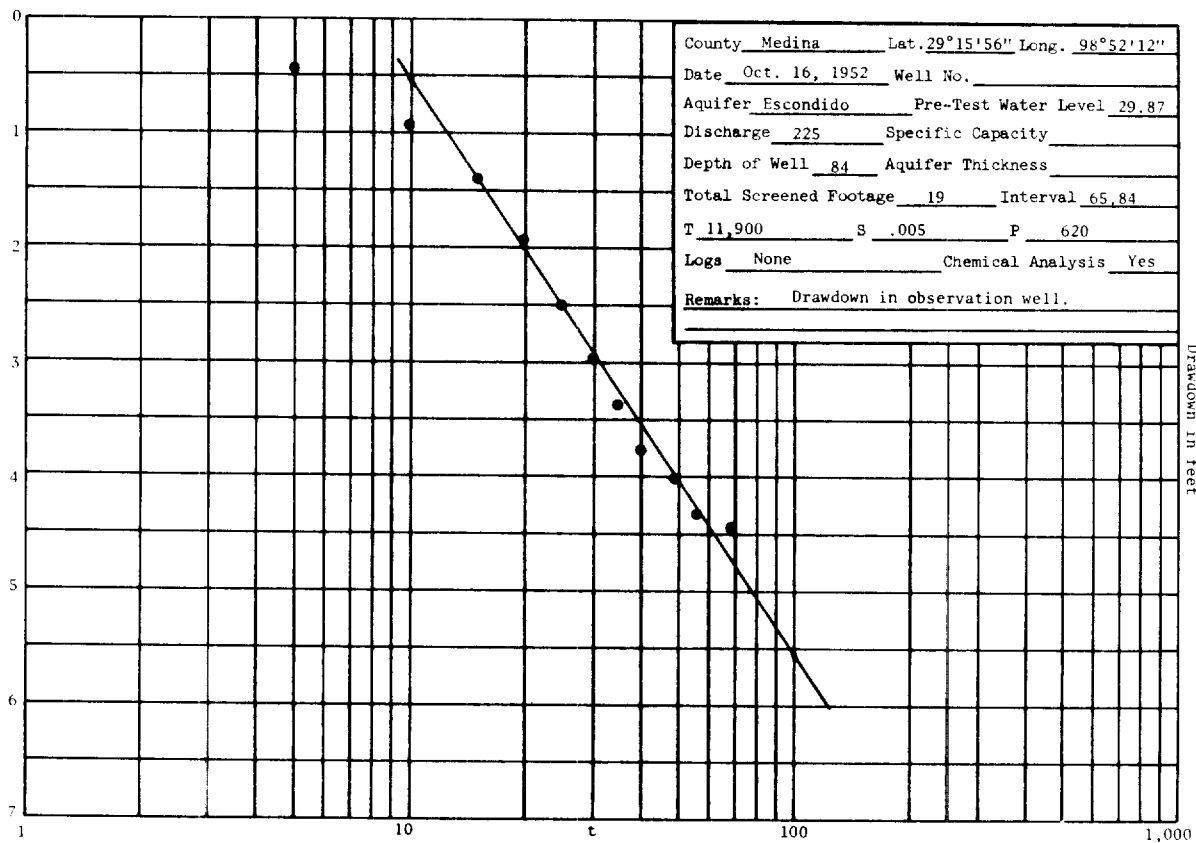 0
1
2
3
4
5
6
7
County Medina Lat. 29°15'56" Long. 98°52'12"
Date Oct. 16, 1952 Well No.
Aquifer Escondido Pre-Test Water Level 29.87
Discharge 225 Specific Capacity
Depth of Well 84 Aquifer Thickness
Total Screened Footage 19 Interval 65,84
T 11,900 S .005 P 620
Logs None Chemical Analysis Yes
Remarks: Drawdown in observation well.
Drawdown in feet
1 10 t 100 1,000